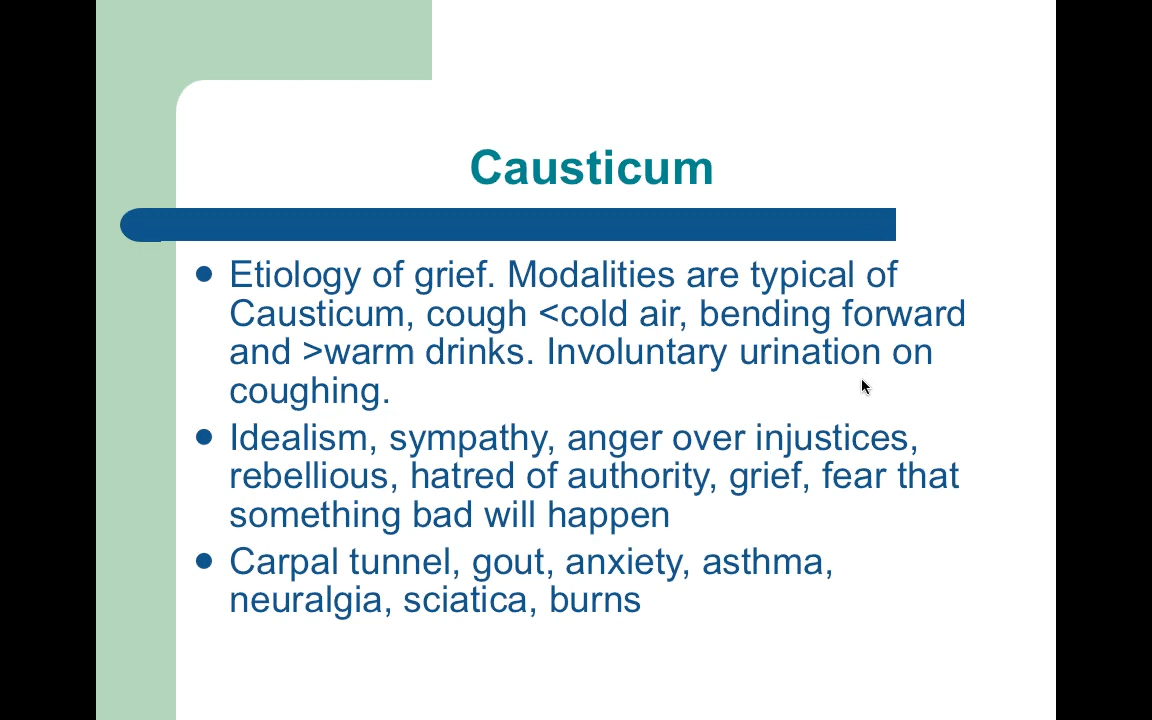 Causticum
Etiology of grief. Modalities are typical of
Causticum, cough <cold air, bending forward
and >warm drinks. Involuntary urination on
coughing.
Idealism, sympathy, anger over injustices,
rebellious, hatred of authority, grief, fear that
something bad will happen
Carpal tunnel, gout, anxiety, asthma,
neuralgia, sciatica, burns